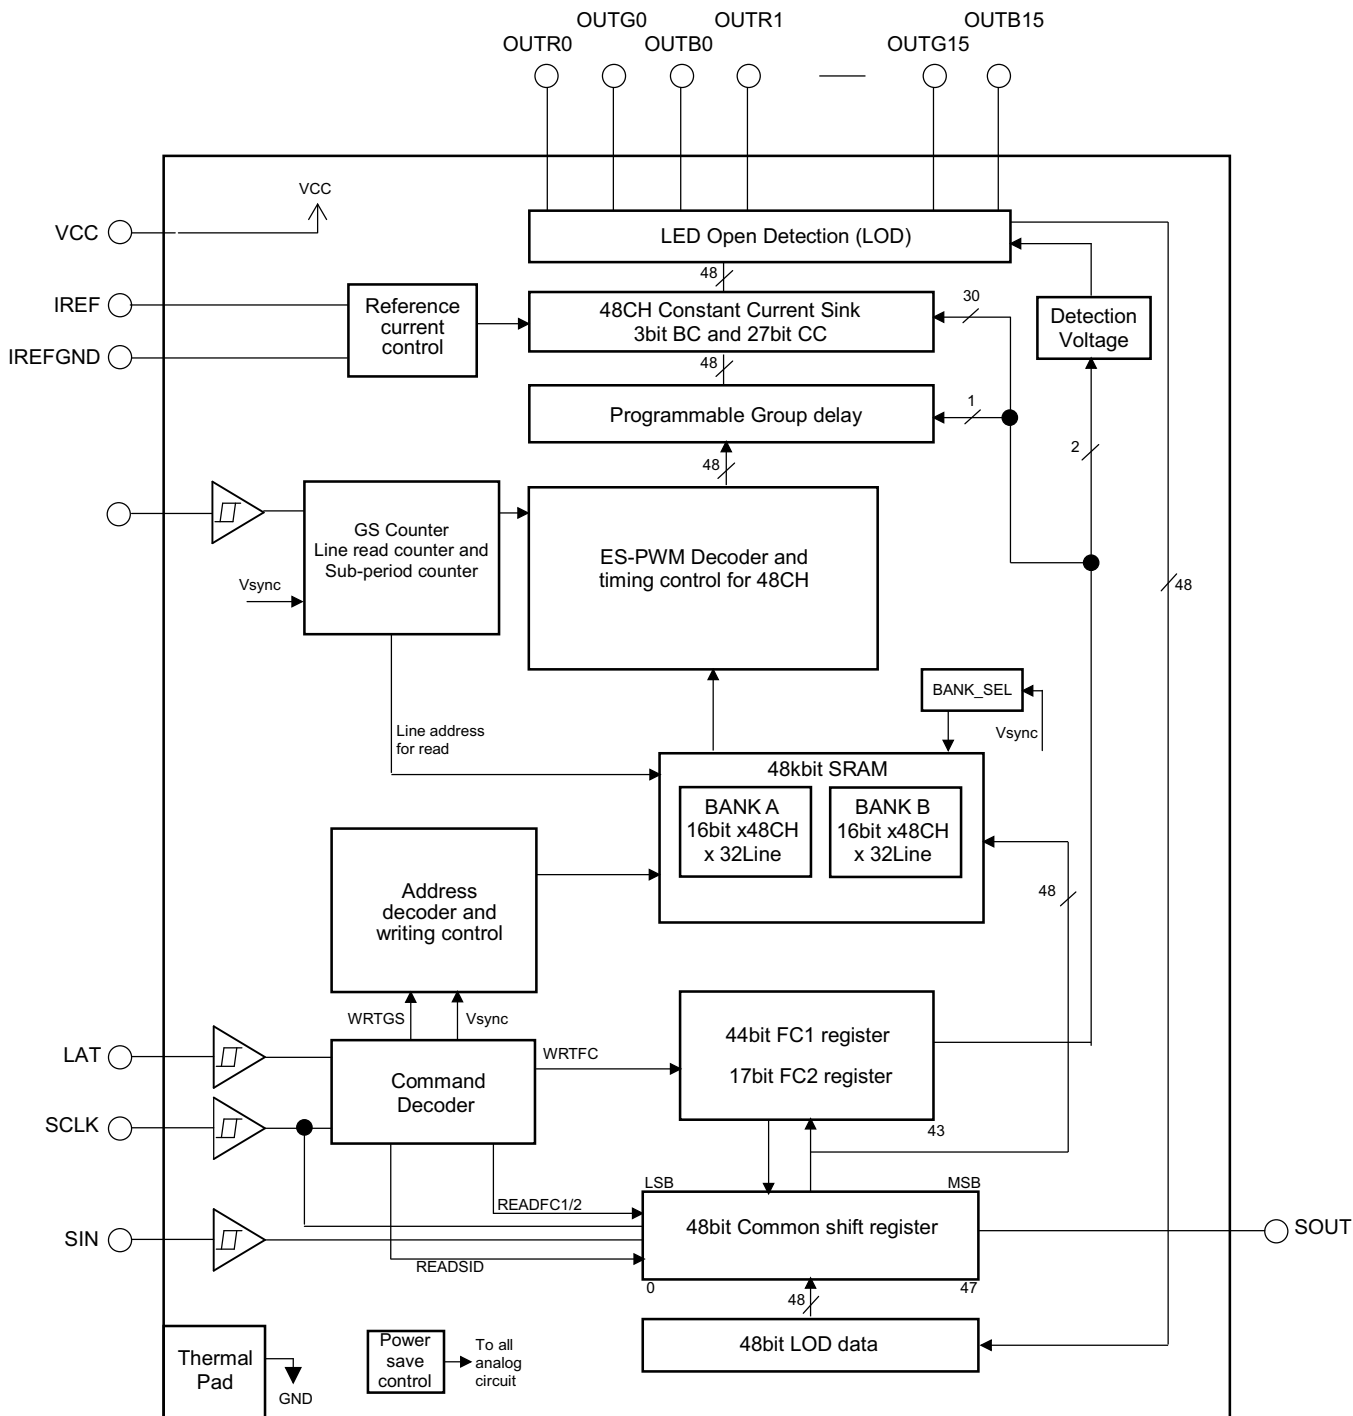 OUTG0
OUTR1
OUTB15
OUTR0
OUTB0
OUTG15
VCC
VCC
LED Open Detection (LOD)
48
IREF
Reference
current
control
48CH Constant Current Sink
3bit BC and 27bit CC
30
Detection
Voltage
IREFGND
48
Programmable Group delay
1
2
48
GS Counter
Line read counter and
Sub-period counter
ES-PWM Decoder and
timing control for 48CH
Vsync
48
BANK_SEL
Vsync
Line address
for read
48kbit SRAM
BANK A
16bit x48CH
x 32Line
BANK B
16bit x48CH
x 32Line
48
Address
decoder and
writing control
WRTGS
Vsync
LAT
WRTFC
44bit FC1 register
17bit FC2 register
Command
Decoder
SCLK
43
LSB
MSB
READFC1/2
48bit Common shift register
SIN
SOUT
READSID
0
47
48
48bit LOD data
Thermal
Pad
GND
Power
save
control
To all
analog
circuit